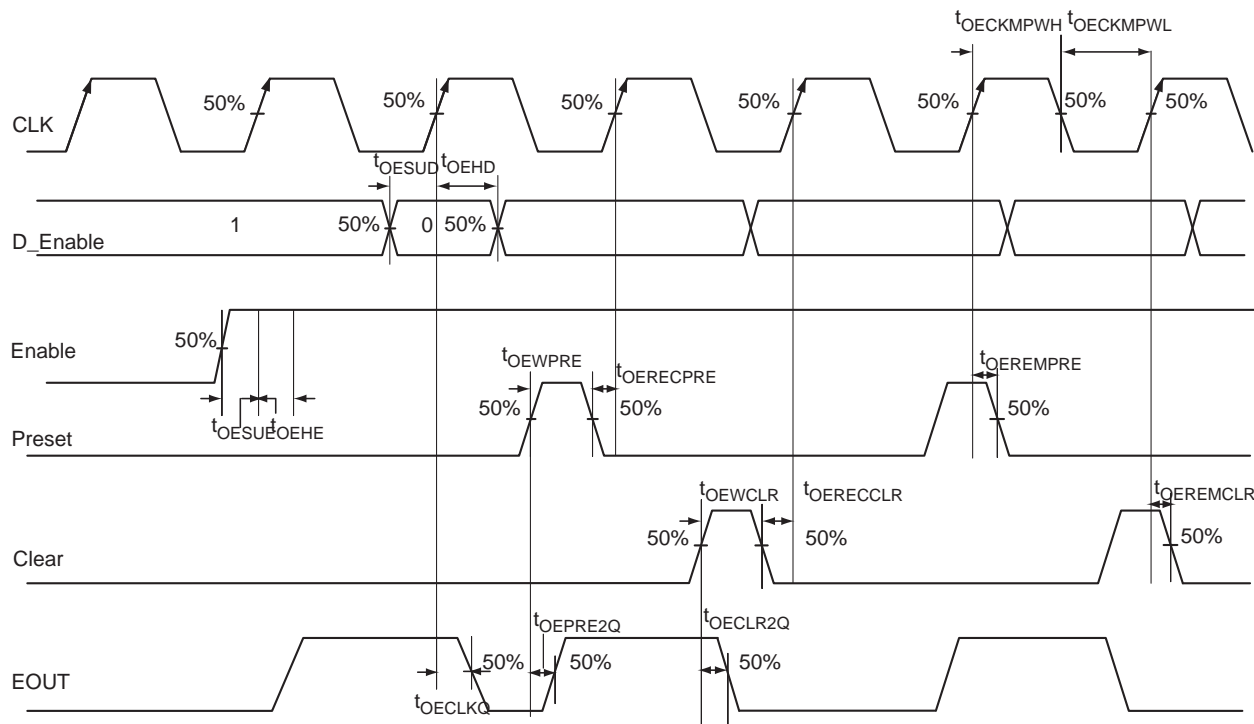 tOECKMPWH tOECKMPWL
50% 50% 50% 50% 50% 50% 50%
CLK
tOESUD tOEHD
1 50% 0 50%
D_Enable
50%
Enable
tOEWPRE tOERECPRE tOEREMPRE
50% 50% 50%
tOESUE tOEHE
Preset
tOEWCLR tOERECCLR tOEREMCLR
50% 50% 50%
Clear
tOEPRE2Q tOECLR2Q
50% 50% 50%
EOUT
tOECLKQ